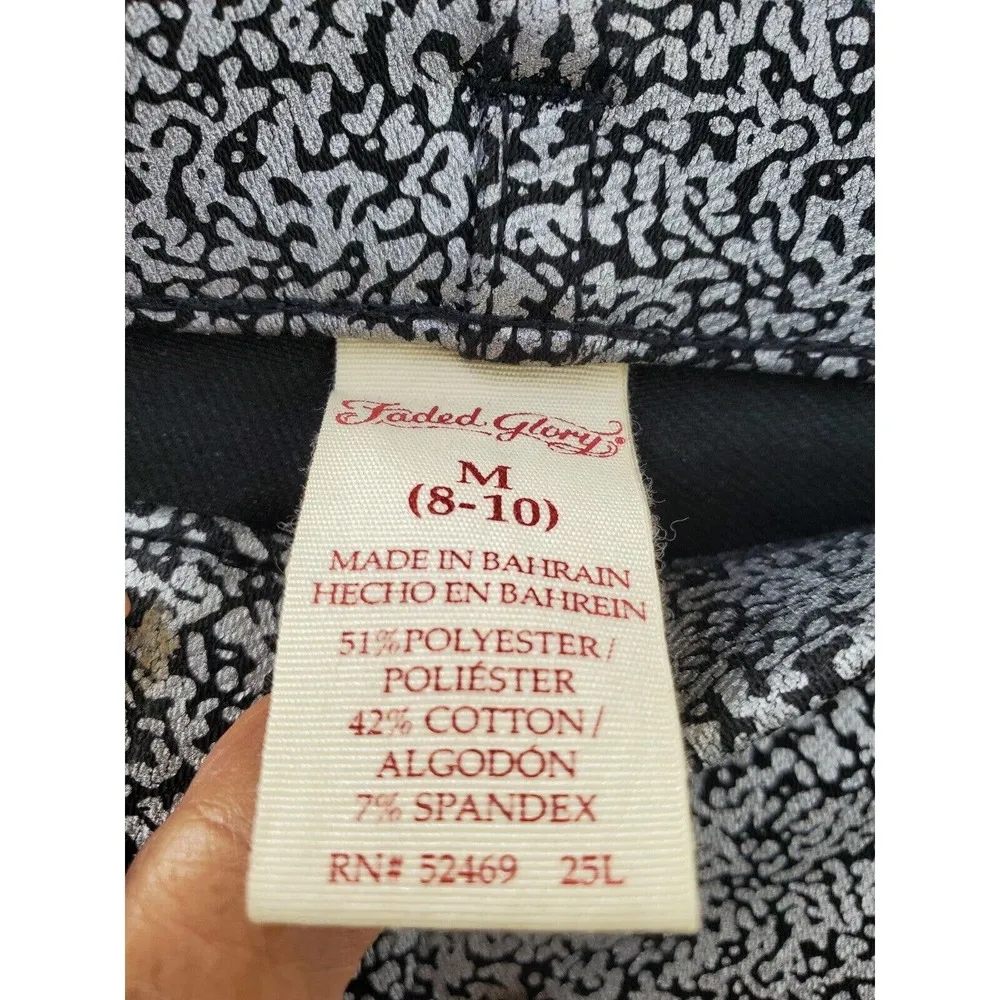 Faded Glory®
M
(8-10)
MADE IN BAHRAIN
HECHO EN BAHREIN
51% POLYESTER /
POLIÉSTER
42% COTTON /
ALGODÓN
7% SPANDEX
RN# 52469 25L